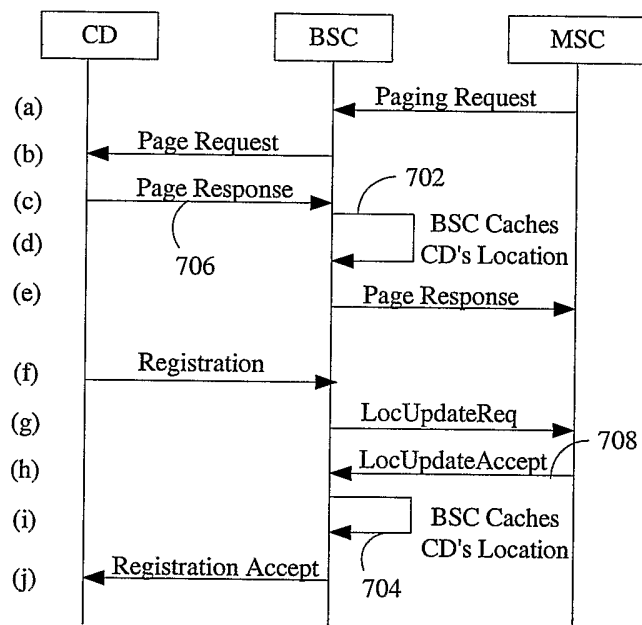 CD
BSC
MSC
(a)
Paging Request
(b)
Page Request
(c)
Page Response
702
706
(d)
BSC Caches
CD's Location
(e)
Page Response
(f)
Registration
(g)
LocUpdateReq
708
(h)
LocUpdateAccept
(i)
BSC Caches
CD's Location
704
(j)
Registration Accept